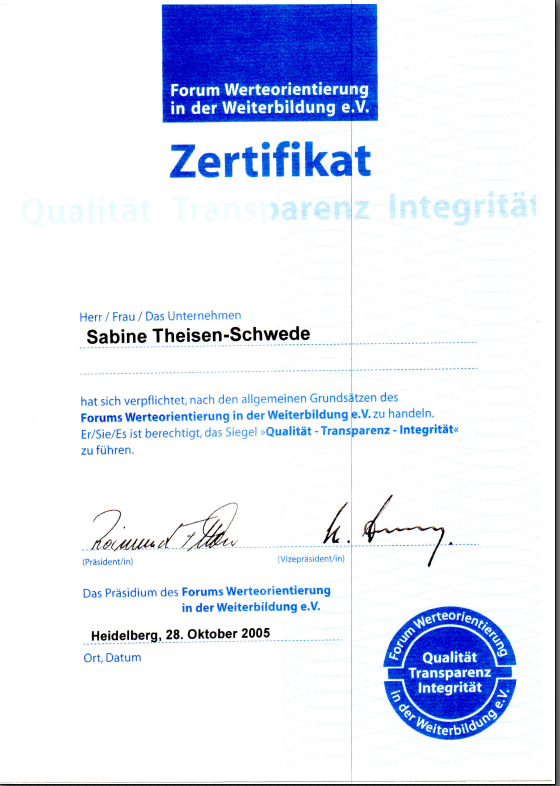 Forum Werteorientierung
in der Weiterbildung e.V.
Zertifikat
Qualität Transparenz Integrität
Herr / Frau / Das Unternehmen
Sabine Theisen-Schwede
hat sich verpflichtet, nach den allgemeinen Grundsätzen des
Forums Werteorientierung in der Weiterbildung e.V. zu handeln.
Er/Sie/Es ist berechtigt, das Siegel »Qualität - Transparenz - Integrität«
zu führen.
(Präsident/in)
(Vizepräsident/in)
Das Präsidium des Forums Werteorientierung
in der Weiterbildung e.V.
Heidelberg, 28. Oktober 2005
Ort, Datum
Forum Werteorientierung
Qualität
Transparenz
Integrität
in der Weiterbildung e.V.